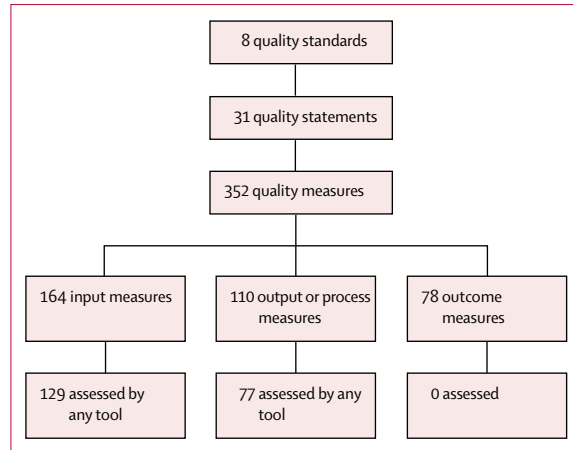 8 quality standards
31 quality statements
352 quality measures
164 input measures
110 output or process
measures
78 outcome
measures
129 assessed by
any tool
77 assessed by any
tool
0 assessed